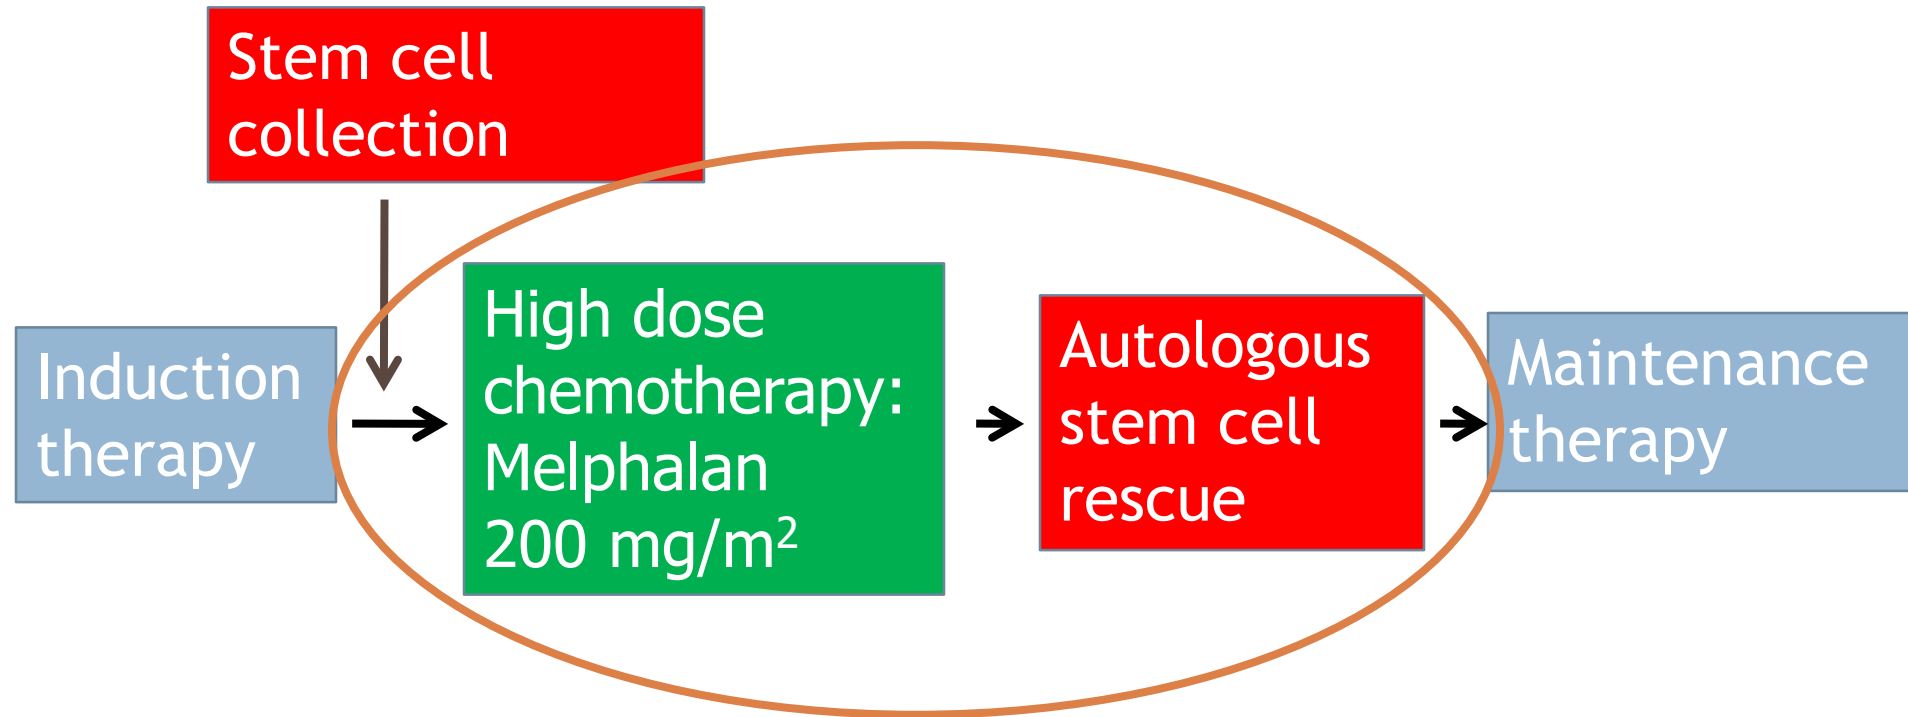 Stem cell
collection
Induction
therapy
High dose
chemotherapy:
Melphalan
200 mg/m²
Autologous
stem cell
rescue
Maintenance
therapy